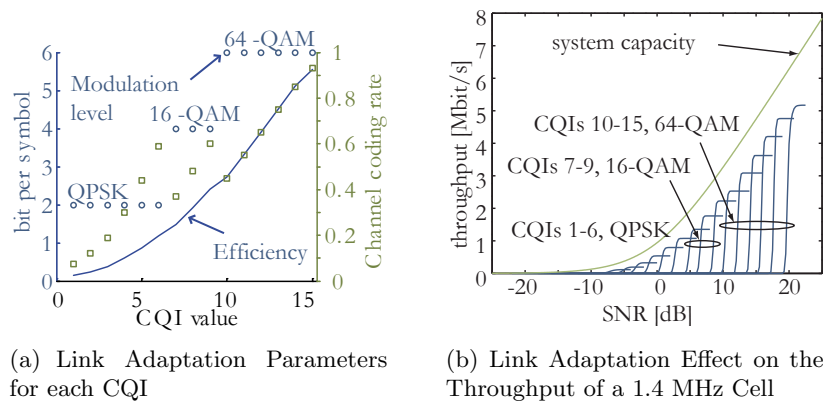 64 -QAM
Modulation
level
16 -QAM
QPSK
Efficiency
bit per symbol
0
1
2
3
4
5
6
0
5
10
15
CQI value
0
0.2
0.4
0.6
0.8
1
Channel coding rate
(a) Link Adaptation Parameters
for each CQI
system capacity
CQIs 10-15, 64-QAM
CQIs 7-9, 16-QAM
CQIs 1-6, QPSK
throughput [Mbit/s]
0
1
2
3
4
5
6
7
8
-20
-10
0
10
20
SNR [dB]
(b) Link Adaptation Effect on the
Throughput of a 1.4 MHz Cell